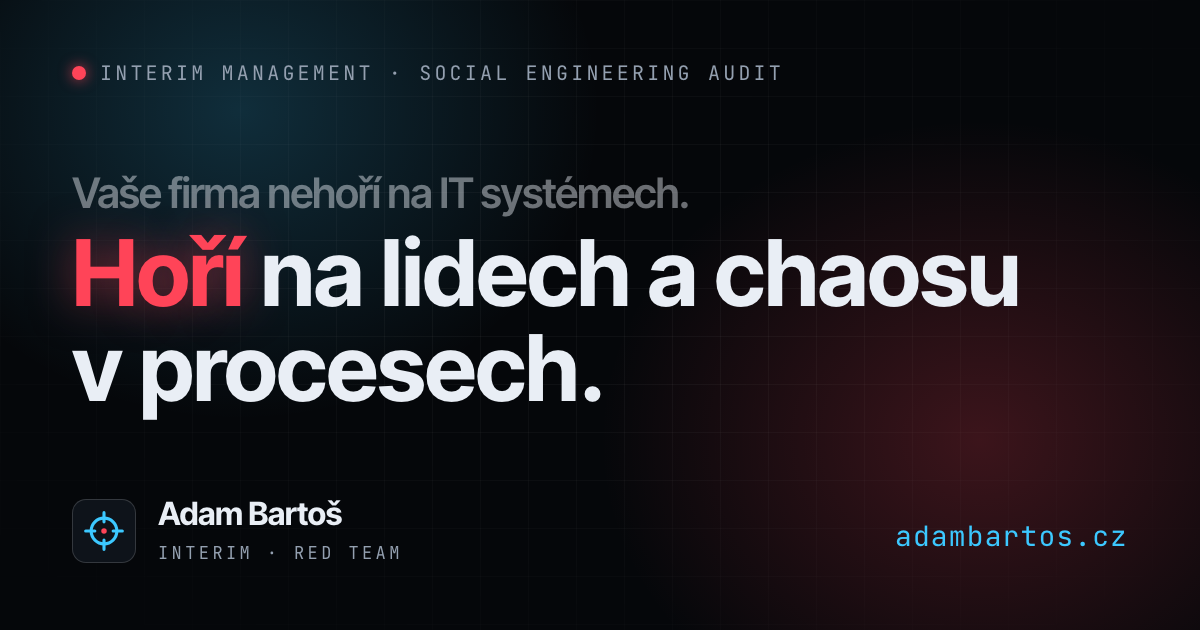 INTERIM MANAGEMENT · SOCIAL ENGINEERING AUDIT
Vaše firma nehoří na IT systémech.
Hoří na lidech a chaosu
v procesech.
Adam Bartoš
INTERIM · RED TEAM
adambartos.cz